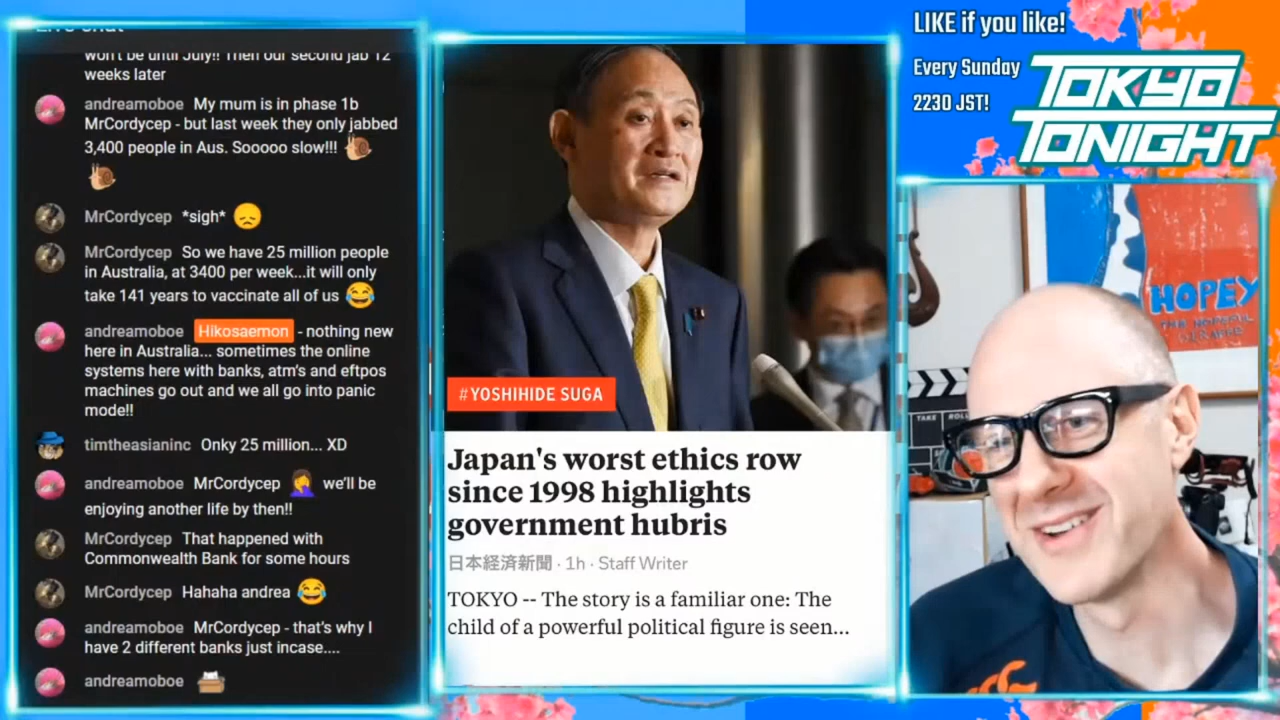 Live chat
won't be until July!! Then our second jab 12
weeks later
andreamoboe My mum is in phase 1b
MrCordycep - but last week they only jabbed
3,400 people in Aus. Sooooo slow!!! 🐌
🐌
MrCordycep *sigh* 😞
MrCordycep So we have 25 million people
in Australia, at 3400 per week...it will only
take 141 years to vaccinate all of us 😂
andreamoboe Hikosaemon - nothing new
here in Australia... sometimes the online
systems here with banks, atm's and eftpos
machines go out and we all go into panic
mode!!
timtheasianinc Onky 25 million... XD
andreamoboe MrCordycep 🤦‍♀️ we'll be
enjoying another life by then!!
MrCordycep That happened with
Commonwealth Bank for some hours
MrCordycep Hahaha andrea 😂
andreamoboe MrCordycep - that's why I
have 2 different banks just incase....
andreamoboe 🗳️
#YOSHIHIDE SUGA
Japan's worst ethics row
since 1998 highlights
government hubris
日本経済新聞 · 1h · Staff Writer
TOKYO -- The story is a familiar one: The
child of a powerful political figure is seen...
LIKE if you like!
Every Sunday
2230 JST!
TOKYO
TONIGHT
HOPEY
TAKE ROLL